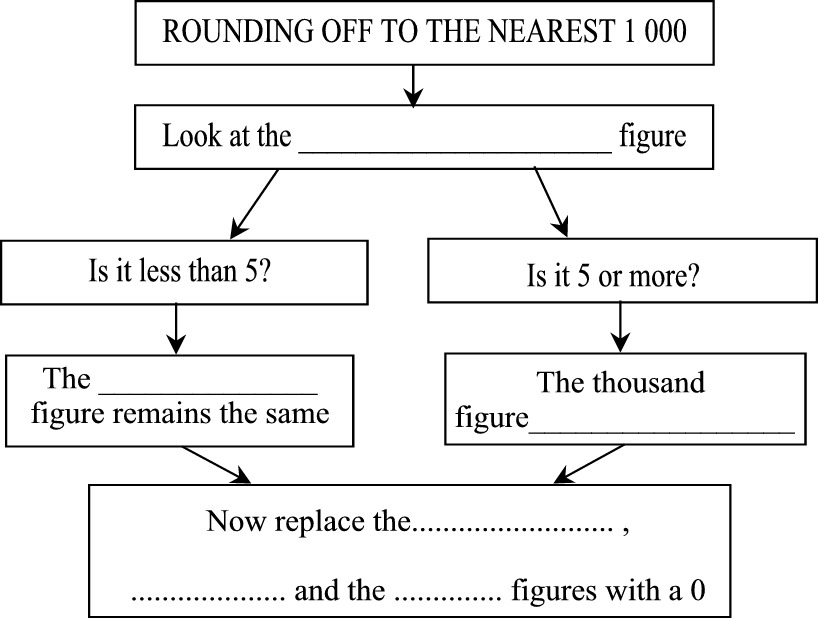 ROUNDING OFF TO THE NEAREST 1 000
Look at the ______________________ figure
Is it less than 5?
Is it 5 or more?
The ______________
figure remains the same
The thousand
figure_________________
Now replace the.......................... ,
.................... and the .............. figures with a 0